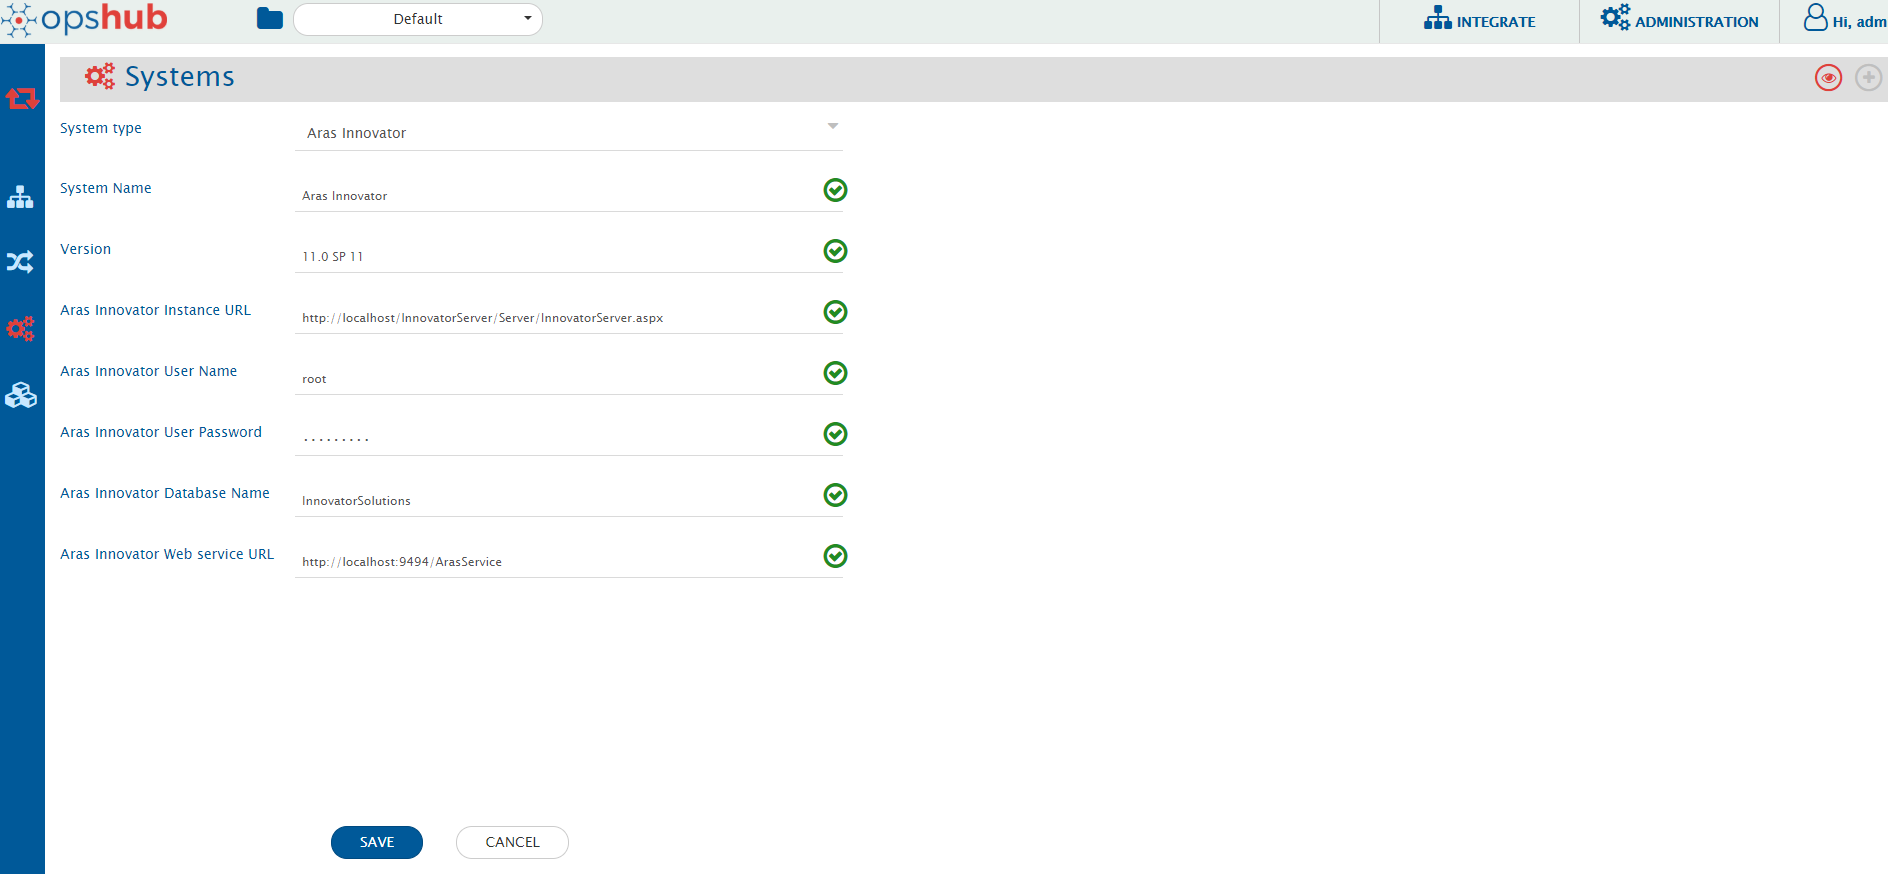 opshub
Default
INTEGRATE
ADMINISTRATION
Hi, adm
Systems
System type
Aras Innovator
System Name
Aras Innovator
Version
11.0 SP 11
Aras Innovator Instance URL
http://localhost/InnovatorServer/Server/InnovatorServer.aspx
Aras Innovator User Name
root
Aras Innovator User Password
.........
Aras Innovator Database Name
InnovatorSolutions
Aras Innovator Web service URL
http://localhost:9494/ArasService
SAVE
CANCEL